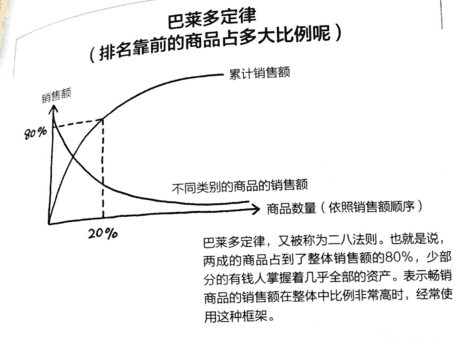 巴莱多定律
（排名靠前的商品占多大比例呢）
累计销售额
销售额
80%
不同类别的商品的销售额
商品数量（依照销售额顺序）
20%
巴莱多定律，又被称为二八法则。也就是说，
两成的商品占到了整体销售额的80%，少部
分的有钱人掌握着几乎全部的资产。表示畅销
商品的销售额在整体中比例非常高时，经常使
用这种框架。